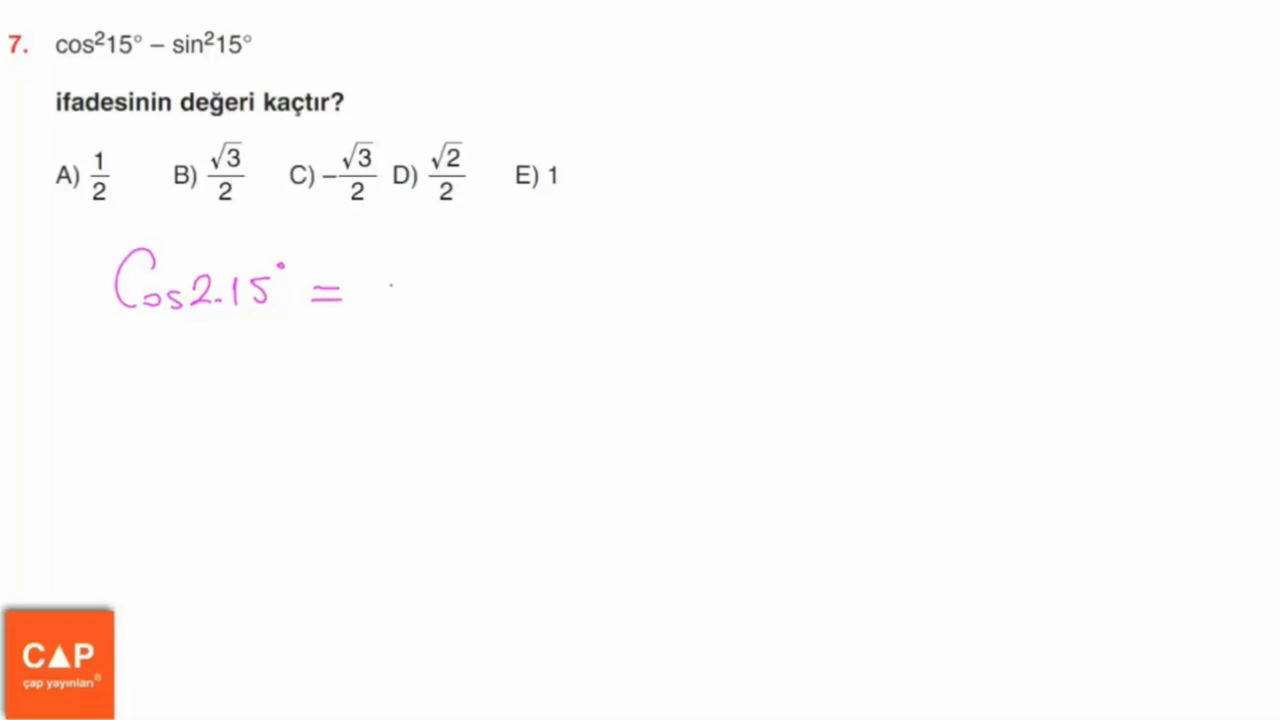 7. cos²15° – sin²15°
ifadesinin değeri kaçtır?
A) 1/2 B) √3/2 C) –√3/2 D) √2/2 E) 1
Cos2.15° =
CAP
çap yayınları®